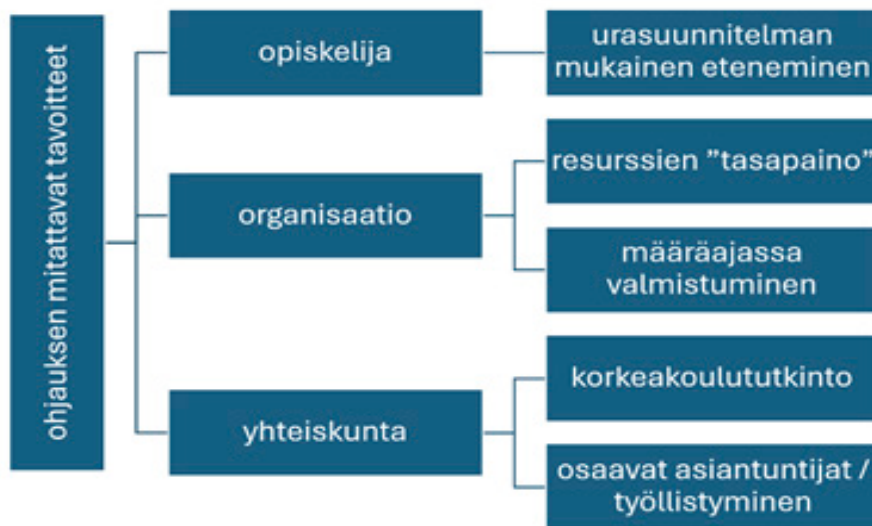 ohjauksen mitattavat tavoitteet
opiskelija
urasuunnitelman
mukainen eteneminen
organisaatio
resurssien ”tasapaino”
määräajassa
valmistuminen
yhteiskunta
korkeakoulututkinto
osaavat asiantuntijat /
työllistyminen